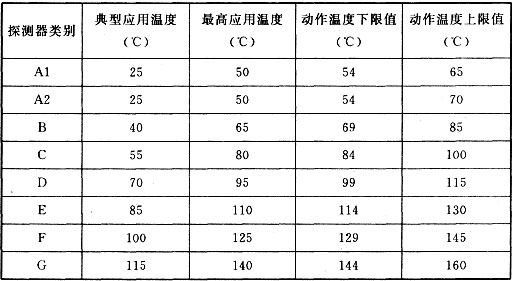 探测器类别 典型应用温度(℃) 最高应用温度(℃) 动作温度下限值(℃) 动作温度上限值(℃)
A1 25 50 54 65
A2 25 50 54 70
B 40 65 69 85
C 55 80 84 100
D 70 95 99 115
E 85 110 114 130
F 100 125 129 145
G 115 140 144 160